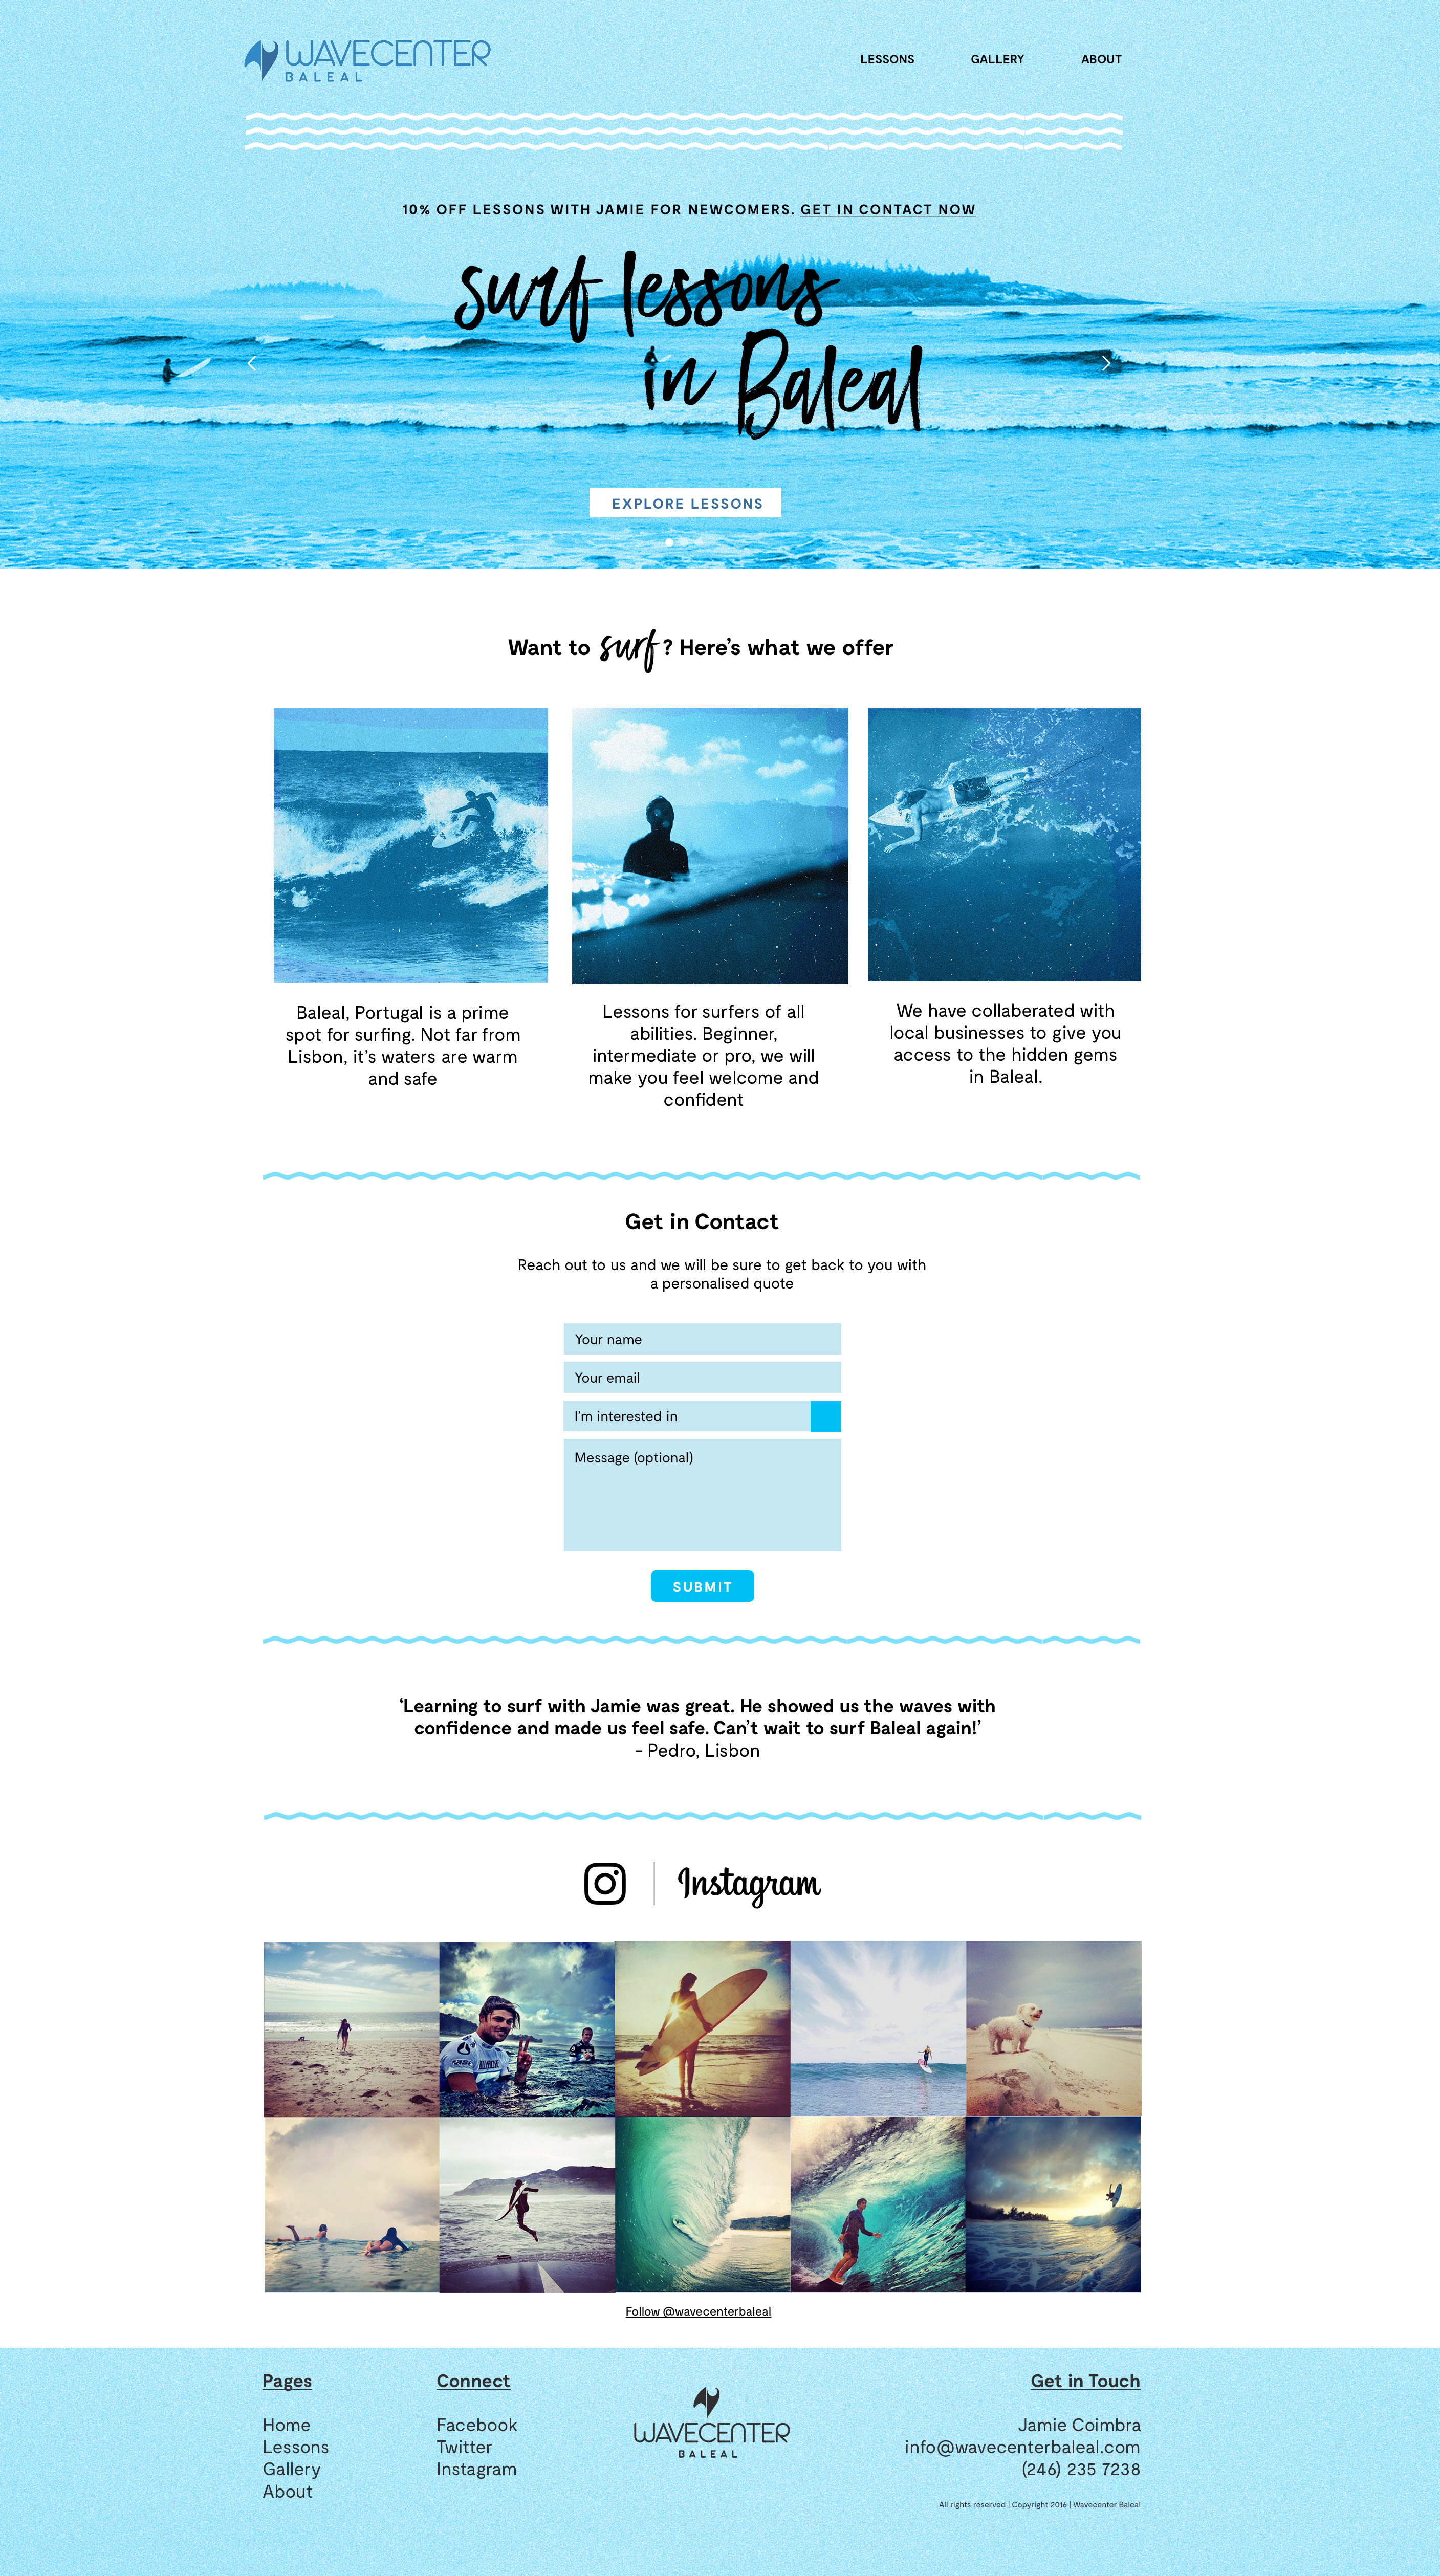 WAVECENTER
BALEAL
LESSONS GALLERY ABOUT
10% OFF LESSONS WITH JAMIE FOR NEWCOMERS. GET IN CONTACT NOW
surf lessons
in Baleal
EXPLORE LESSONS
Want to surf? Here’s what we offer
Baleal, Portugal is a prime
spot for surfing. Not far from
Lisbon, it’s waters are warm
and safe
Lessons for surfers of all
abilities. Beginner,
intermediate or pro, we will
make you feel welcome and
confident
We have collaberated with
local businesses to give you
access to the hidden gems
in Baleal.
Get in Contact
Reach out to us and we will be sure to get back to you with
a personalised quote
Your name
Your email
I’m interested in
Message (optional)
SUBMIT
‘Learning to surf with Jamie was great. He showed us the waves with
confidence and made us feel safe. Can’t wait to surf Baleal again!’
- Pedro, Lisbon
Instagram
Follow @wavecenterbaleal
Pages
Home
Lessons
Gallery
About
Connect
Facebook
Twitter
Instagram
WAVECENTER
BALEAL
Get in Touch
Jamie Coimbra
info@wavecenterbaleal.com
(246) 235 7238
All rights reserved | Copyright 2016 | Wavecenter Baleal